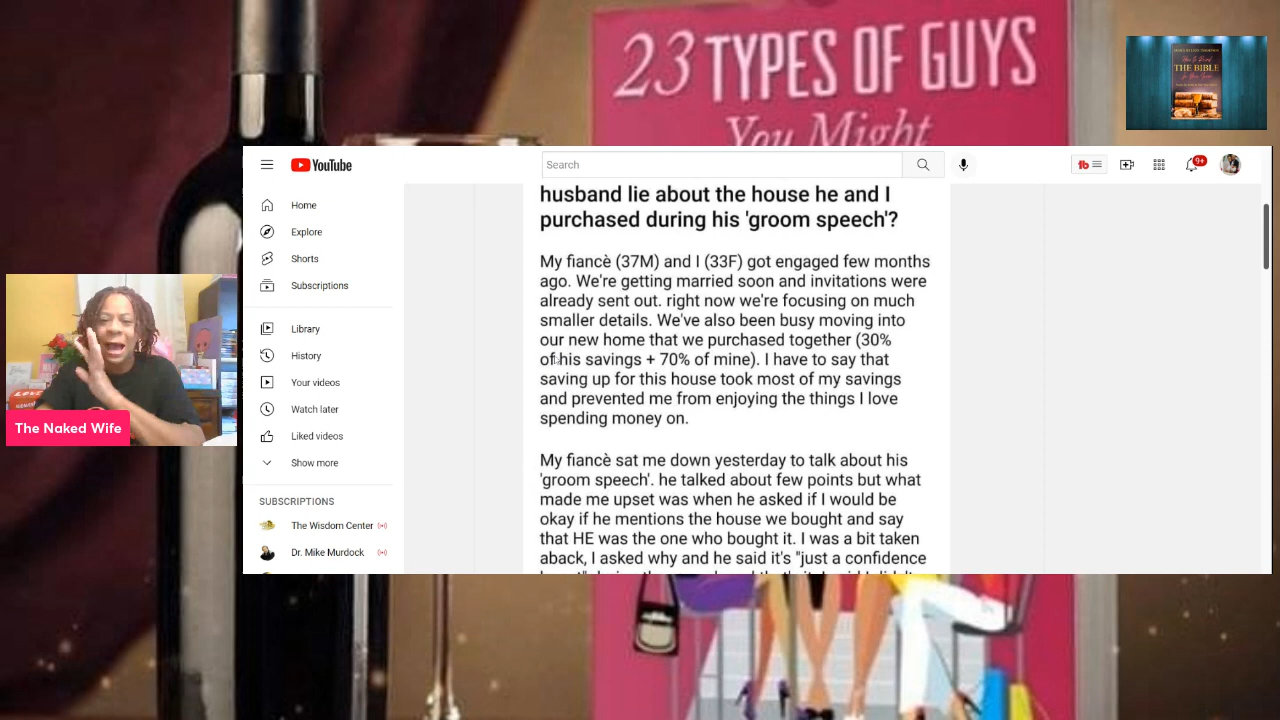 23 TYPES OF GUYS
You Might
THE BIBLE
YouTube
Search
9+
Home
Explore
Shorts
Subscriptions
Library
History
Your videos
Watch later
Liked videos
Show more
SUBSCRIPTIONS
The Wisdom Center
Dr. Mike Murdock
husband lie about the house he and I
purchased during his 'groom speech'?
My fiancè (37M) and I (33F) got engaged few months
ago. We're getting married soon and invitations were
already sent out. right now we're focusing on much
smaller details. We've also been busy moving into
our new home that we purchased together (30%
of his savings + 70% of mine). I have to say that
saving up for this house took most of my savings
and prevented me from enjoying the things I love
spending money on.
My fiancè sat me down yesterday to talk about his
'groom speech'. he talked about few points but what
made me upset was when he asked if I would be
okay if he mentions the house we bought and say
that HE was the one who bought it. I was a bit taken
aback, I asked why and he said it's "just a confidence
The Naked Wife